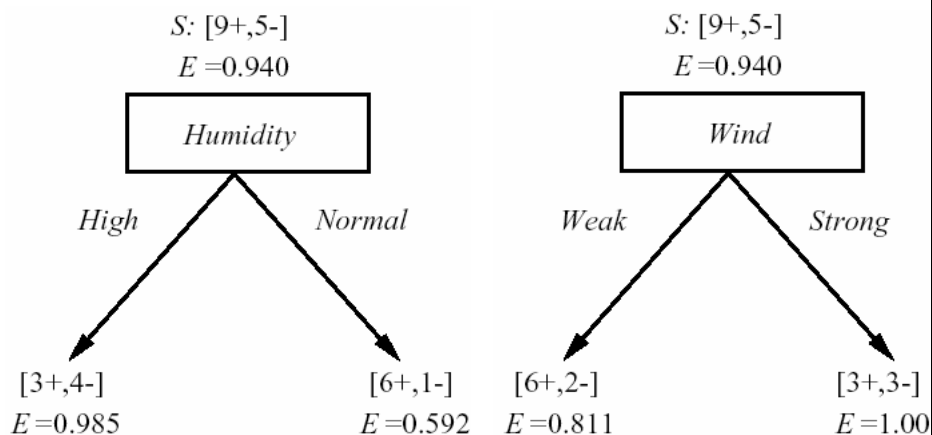 S: [9+,5-]
E =0.940
Humidity
High
Normal
[3+,4-]
E =0.985
[6+,1-]
E =0.592
S: [9+,5-]
E =0.940
Wind
Weak
Strong
[6+,2-]
E =0.811
[3+,3-]
E =1.00